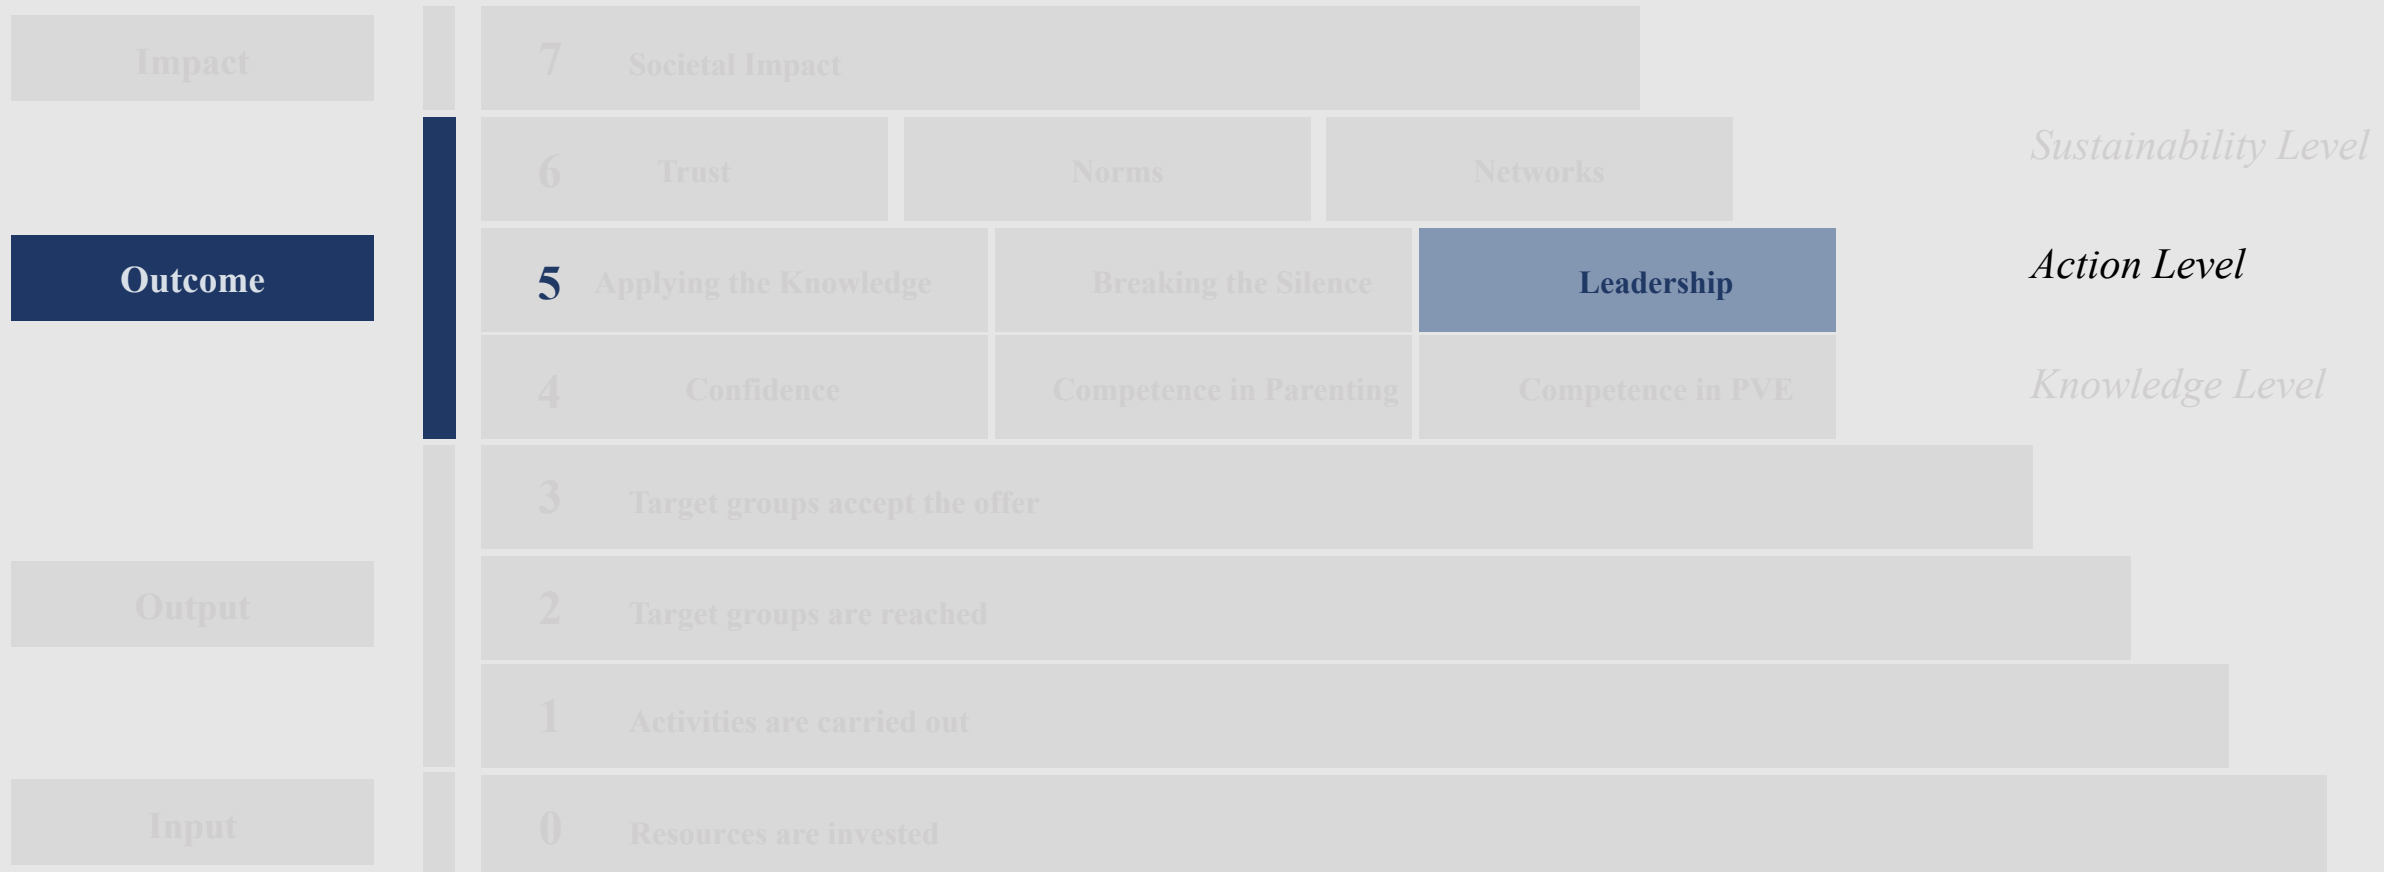 Impact
7 Societal Impact
6 Trust Norms Networks
Sustainability Level
Outcome
5 Applying the Knowledge Breaking the Silence Leadership
Action Level
4 Confidence Competence in Parenting Competence in PVE
Knowledge Level
3 Target groups accept the offer
Output
2 Target groups are reached
1 Activities are carried out
Input
0 Resources are invested